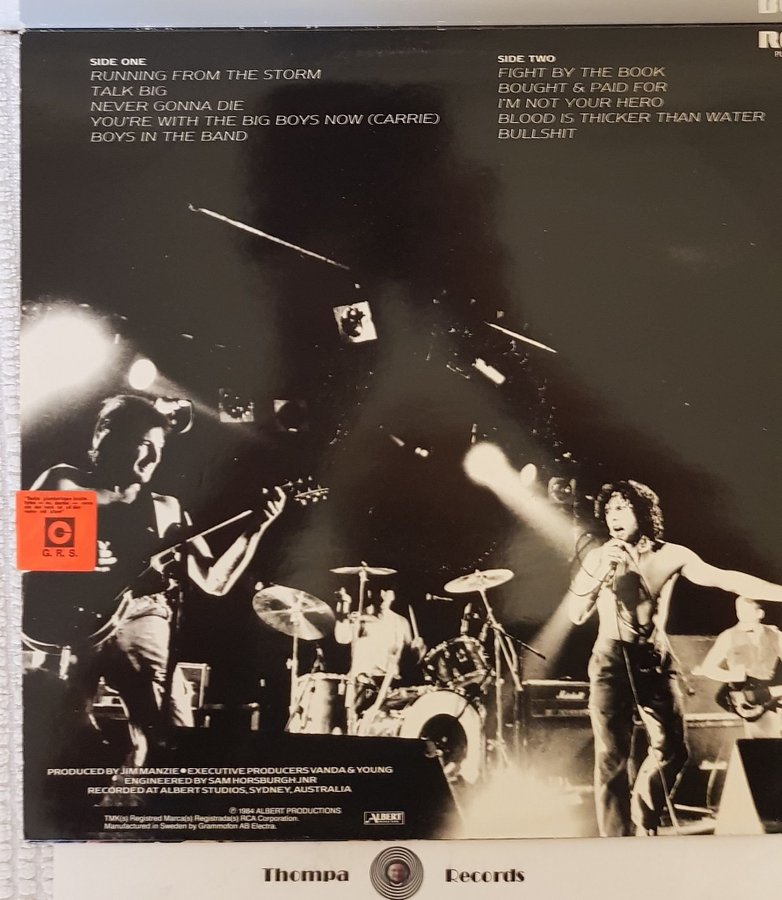 SIDE ONE
RUNNING FROM THE STORM
TALK BIG
NEVER GONNA DIE
YOU'RE WITH THE BIG BOYS NOW (CARRIE)
BOYS IN THE BAND
SIDE TWO
FIGHT BY THE BOOK
BOUGHT & PAID FOR
I'M NOT YOUR HERO
BLOOD IS THICKER THAN WATER
BULLSHIT
G. R. S.
PRODUCED BY JIM MANZIE ● EXECUTIVE PRODUCERS VANDA & YOUNG
ENGINEERED BY SAM HORSBURGH JNR
RECORDED AT ALBERT STUDIOS, SYDNEY, AUSTRALIA
℗ 1984 ALBERT PRODUCTIONS
TMK(s) Registred Marca(s) Registrada(s) RCA Corporation.
Manufactured in Sweden by Grammofon AB Electra.
ALBERT
Marshall
Thompa Records